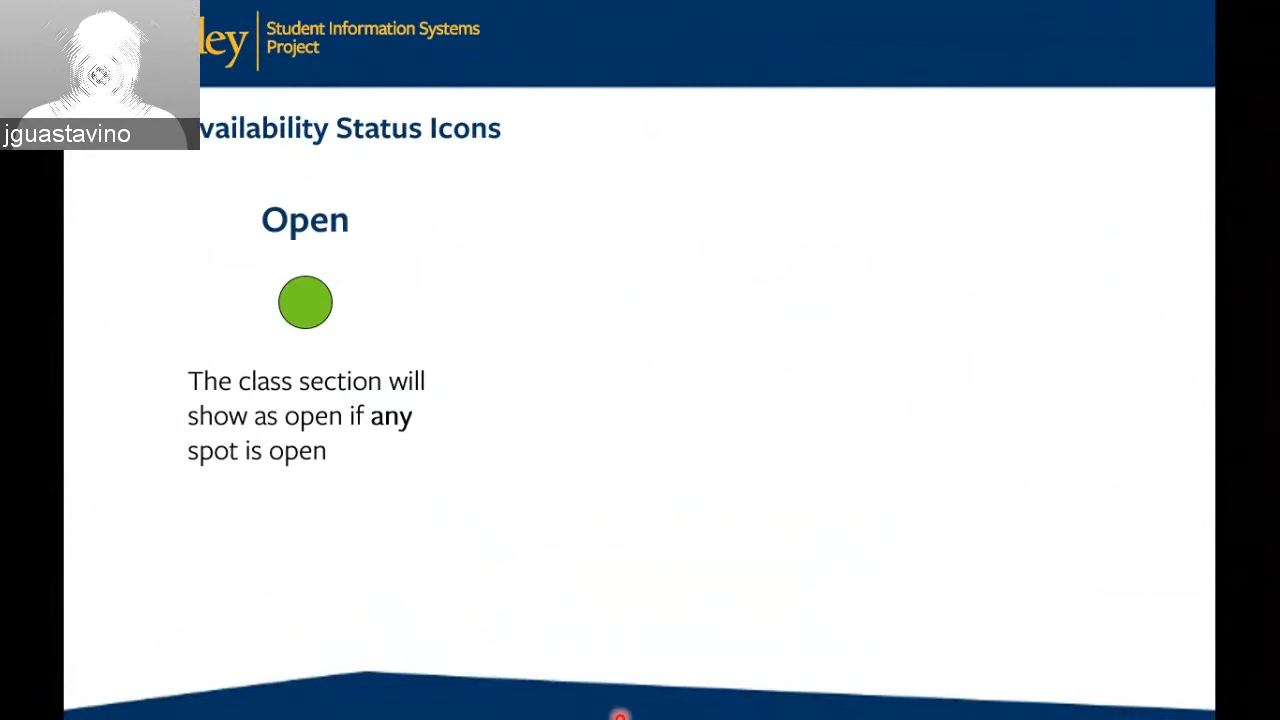 ley
Student Information Systems
Project
jguastavino
vailability Status Icons
Open
The class section will
show as open if any
spot is open